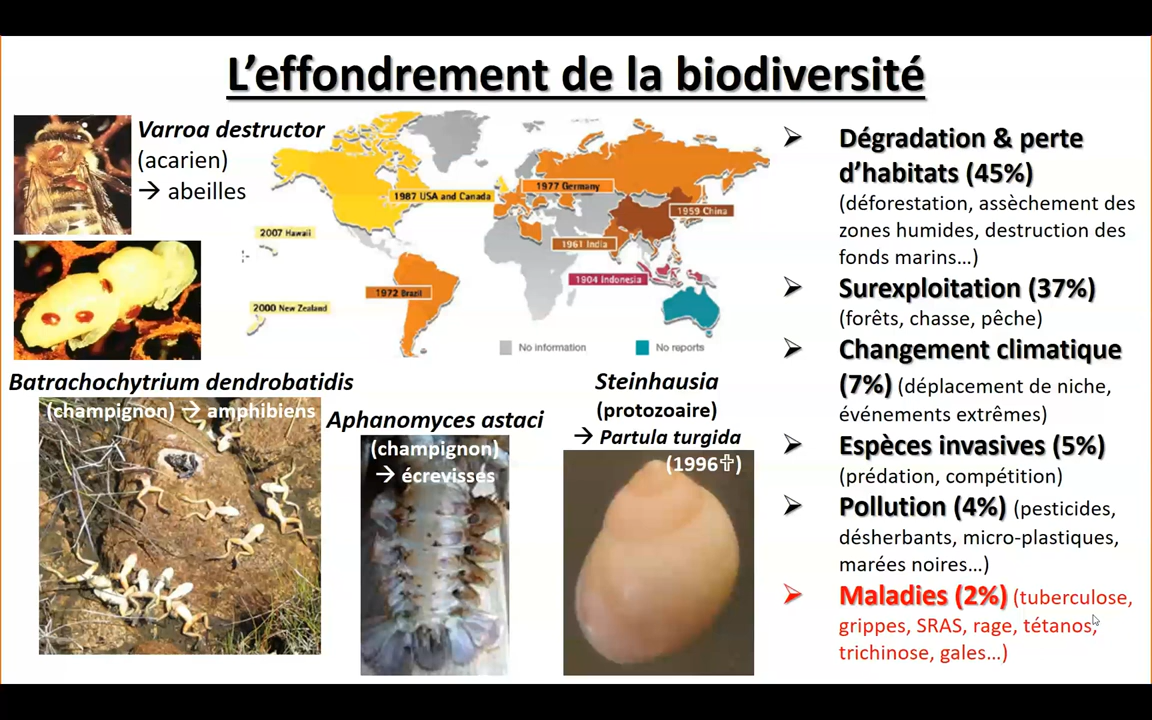 L'effondrement de la biodiversité
Varroa destructor
(acarien)
→ abeilles
1987 USA and Canada
1977 Germany
1959 China
2007 Hawaii
1961 India
1904 Indonesia
1972 Brazil
2000 New Zealand
No information
No reports
Batrachochytrium dendrobatidis
(champignon) → amphibiens
Aphanomyces astaci
(champignon)
→ écrevisses
Steinhausia
(protozoaire)
→ Partula turgida
(1996✞)
➢ Dégradation & perte
d'habitats (45%)
(déforestation, assèchement des
zones humides, destruction des
fonds marins…)
➢ Surexploitation (37%)
(forêts, chasse, pêche)
➢ Changement climatique
(7%) (déplacement de niche,
événements extrêmes)
➢ Espèces invasives (5%)
(prédation, compétition)
➢ Pollution (4%) (pesticides,
désherbants, micro-plastiques,
marées noires…)
➢ Maladies (2%) (tuberculose,
grippes, SRAS, rage, tétanos,
trichinose, gales…)